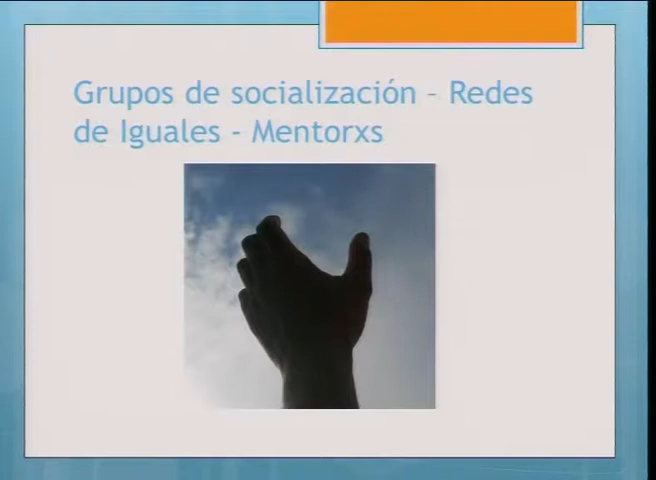 Grupos de socialización – Redes
de Iguales - Mentorxs